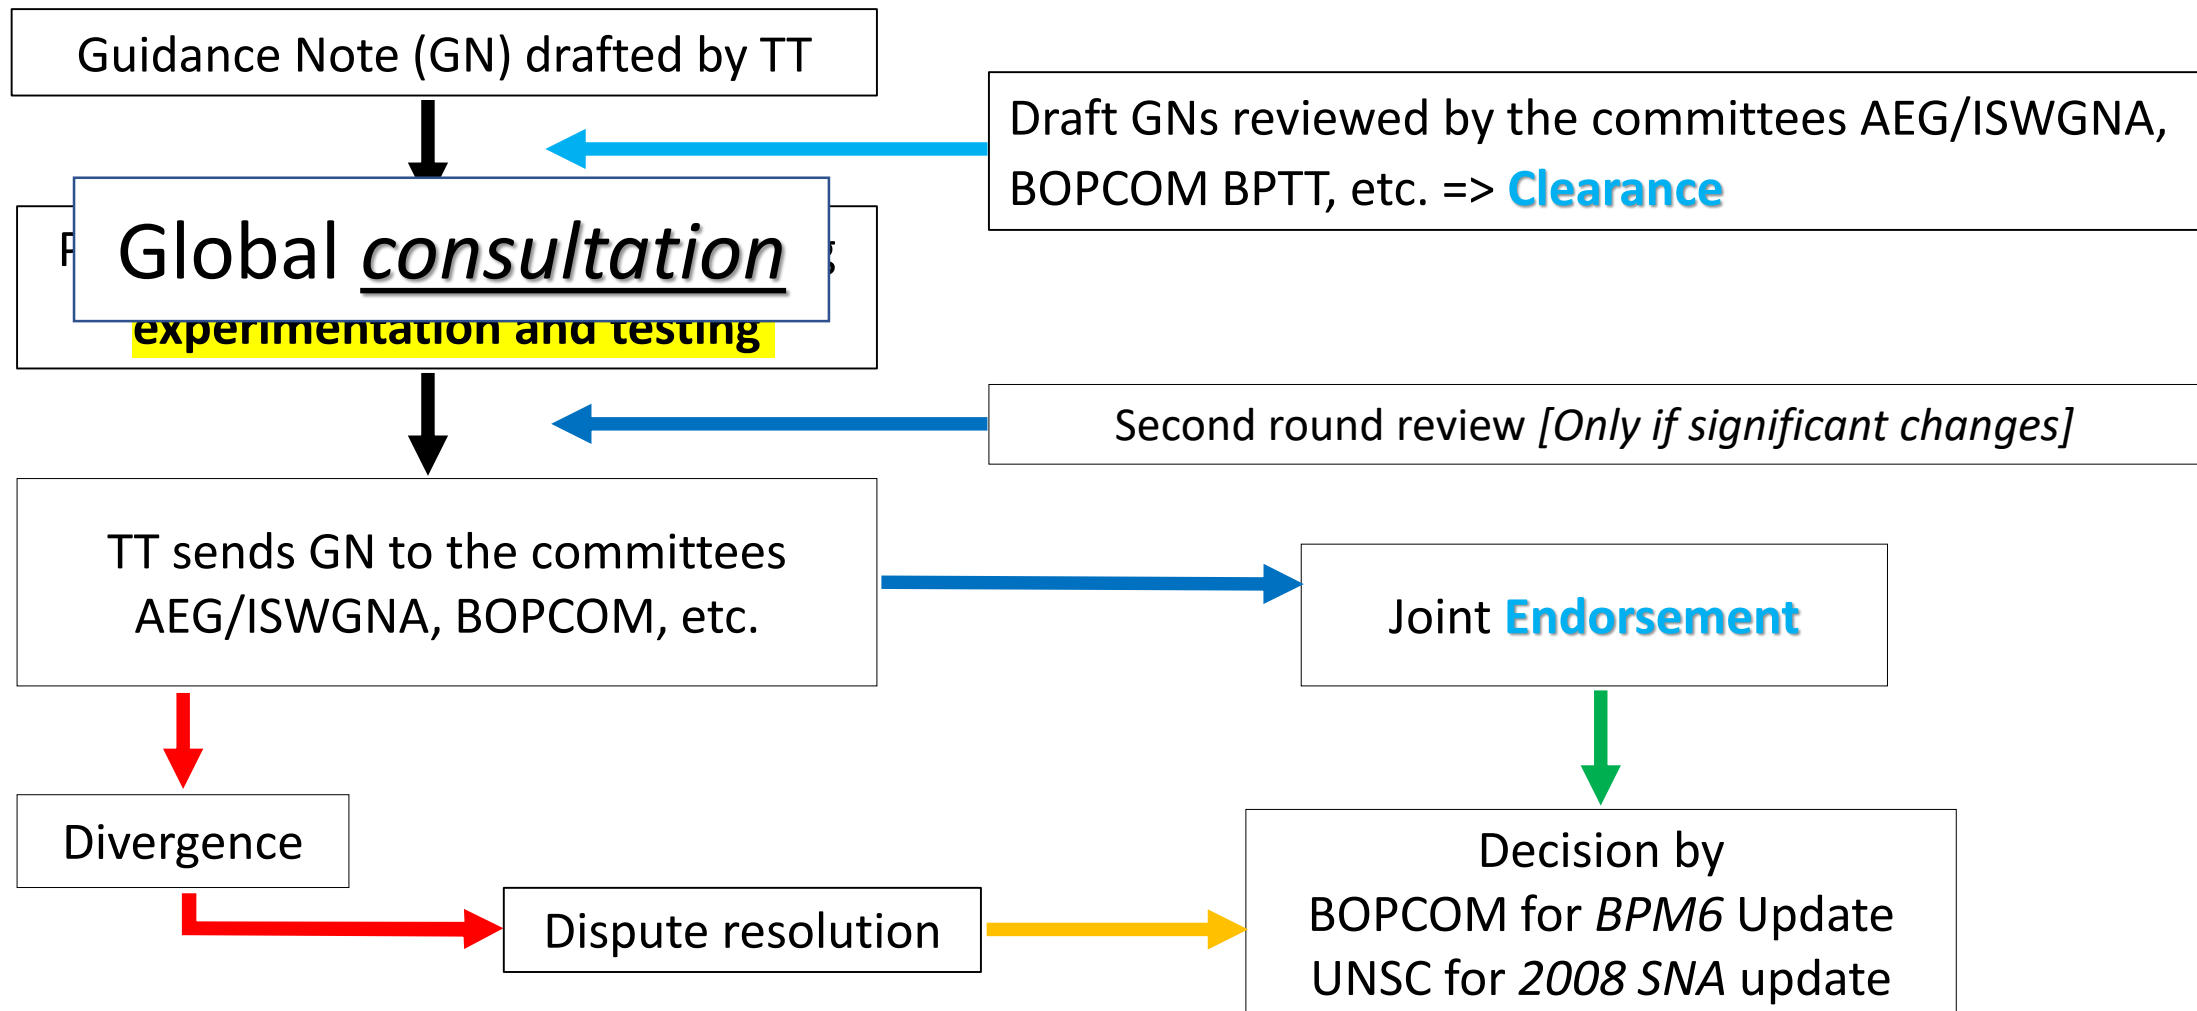 Guidance Note (GN) drafted by TT
Draft GNs reviewed by the committees AEG/ISWGNA,
BOPCOM BPTT, etc. => Clearance
Global consultation
experimentation and testing
Second round review [Only if significant changes]
TT sends GN to the committees
AEG/ISWGNA, BOPCOM, etc.
Joint Endorsement
Divergence
Dispute resolution
Decision by
BOPCOM for BPM6 Update
UNSC for 2008 SNA update